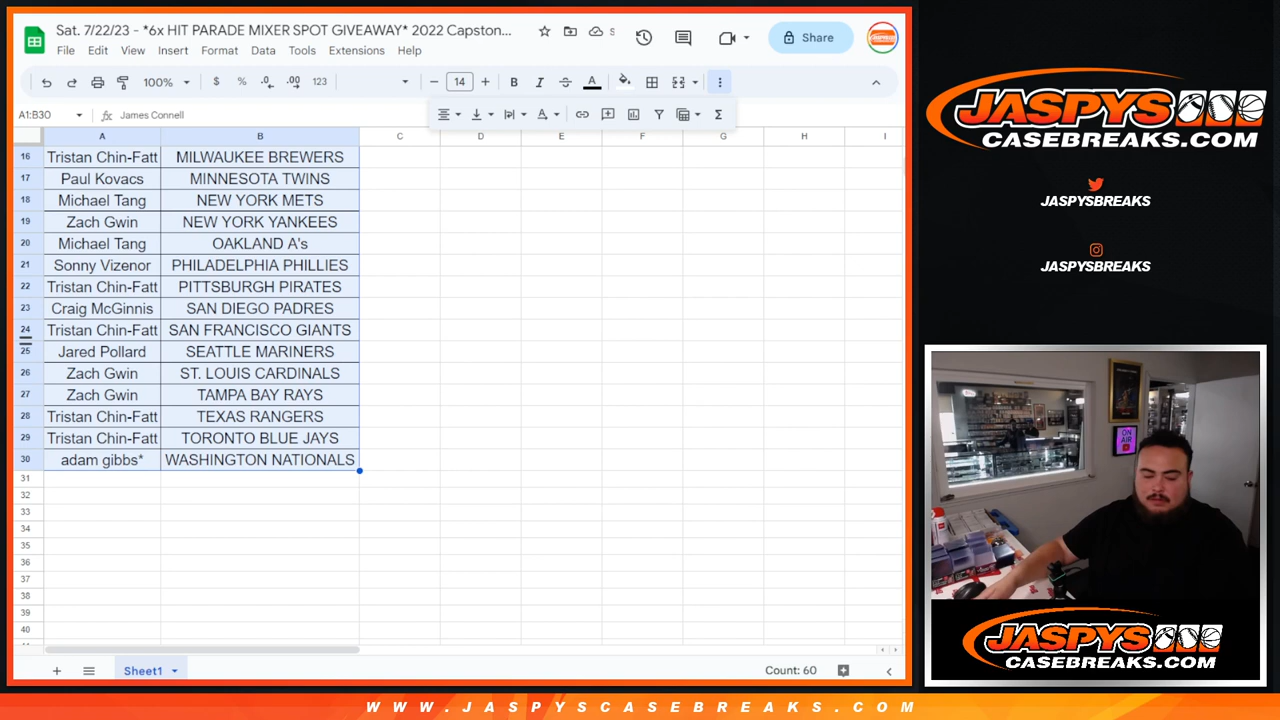 Sat. 7/22/23 - *6x HIT PARADE MIXER SPOT GIVEAWAY* 2022 Capston...
Share
File Edit View Insert Format Data Tools Extensions Help
100% $ % .0 .00 123 14 B I A
A1:B30 fx James Connell
A B C D E F G H I
16 Tristan Chin-Fatt MILWAUKEE BREWERS
17 Paul Kovacs MINNESOTA TWINS
18 Michael Tang NEW YORK METS
19 Zach Gwin NEW YORK YANKEES
20 Michael Tang OAKLAND A's
21 Sonny Vizenor PHILADELPHIA PHILLIES
22 Tristan Chin-Fatt PITTSBURGH PIRATES
23 Craig McGinnis SAN DIEGO PADRES
24 Tristan Chin-Fatt SAN FRANCISCO GIANTS
25 Jared Pollard SEATTLE MARINERS
26 Zach Gwin ST. LOUIS CARDINALS
27 Zach Gwin TAMPA BAY RAYS
28 Tristan Chin-Fatt TEXAS RANGERS
29 Tristan Chin-Fatt TORONTO BLUE JAYS
30 adam gibbs* WASHINGTON NATIONALS
31
32
33
34
35
36
37
38
39
40
Sheet1
Count: 60
JASPYS
CASEBREAKS.COM
JASPYSBREAKS
JASPYSBREAKS
ON
AIR
JASPYS
CASEBREAKS.COM
WWW.JASPYSCASEBREAKS.COM